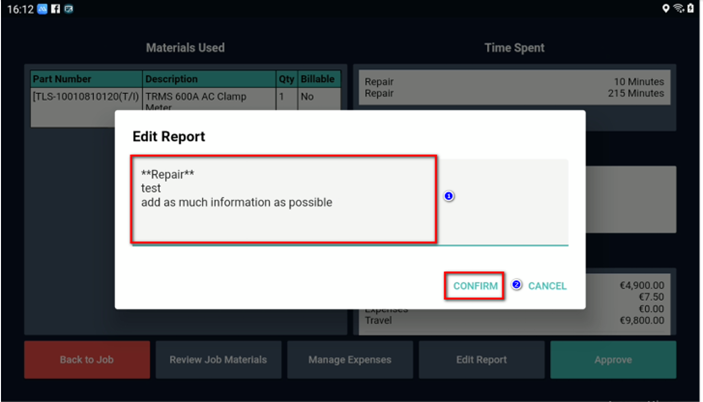 16:12
Materials Used
Time Spent
Part Number Description Qty Billable
[TLS-10010810120(T/I) TRMS 600A AC Clamp Meter 1 No
Repair 10 Minutes
Repair 215 Minutes
Edit Report
**Repair**
test
add as much information as possible
1
CONFIRM 2 CANCEL
€4,900.00
€7.50
Expenses €0.00
Travel €9,800.00
Back to Job Review Job Materials Manage Expenses Edit Report Approve